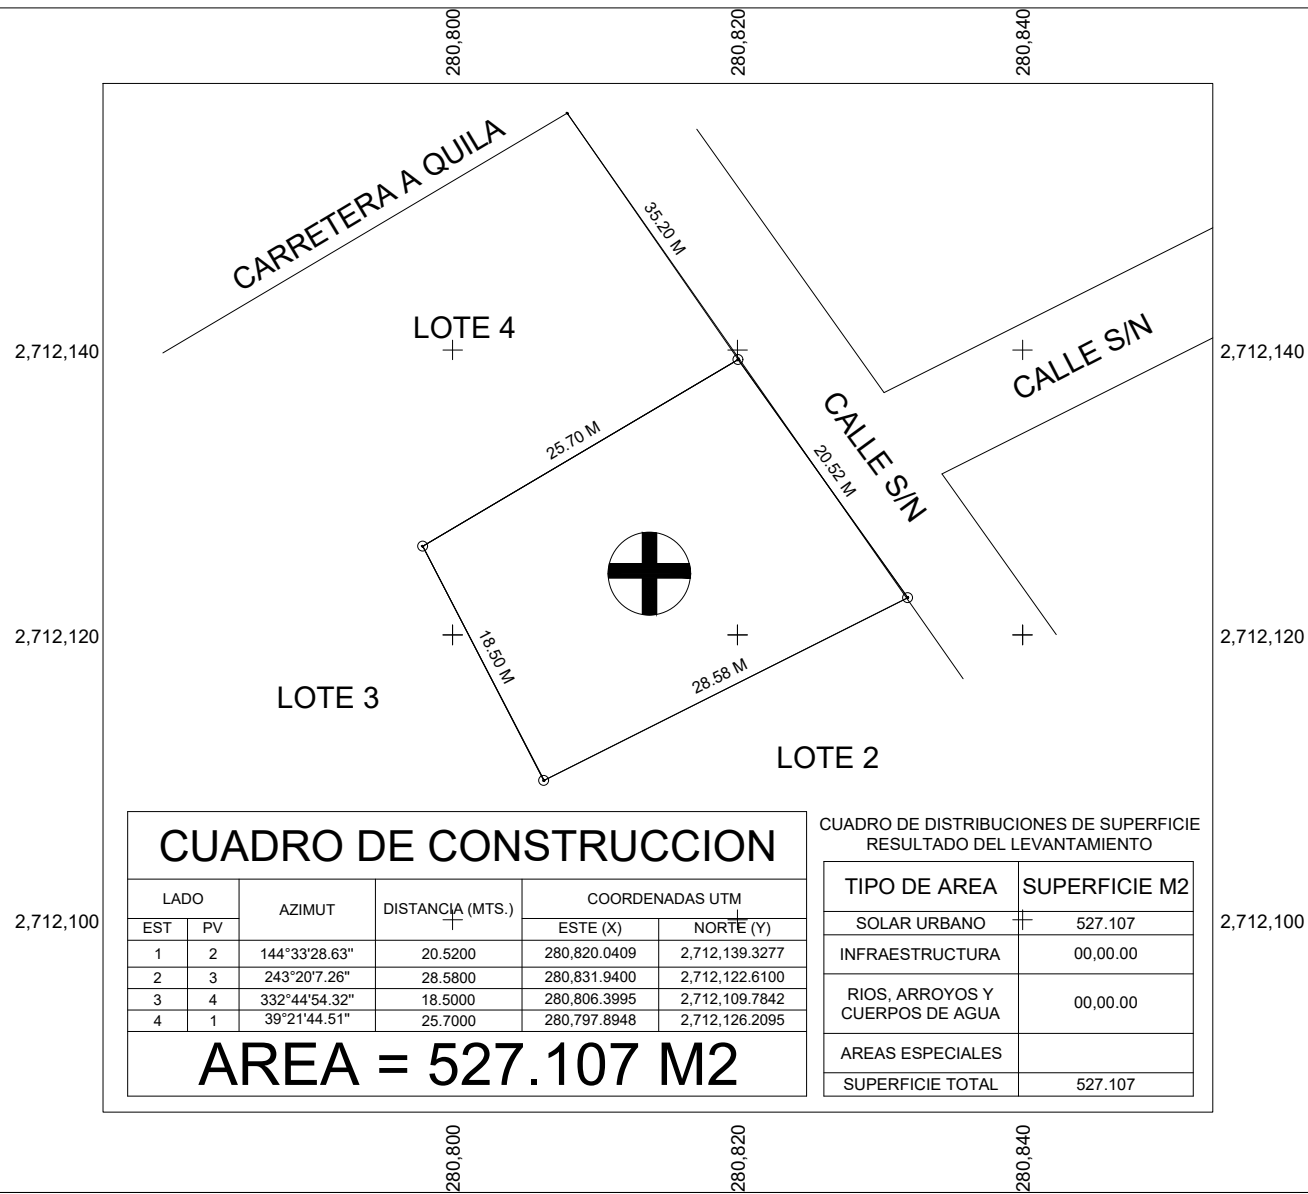 280,800
280,820
280,840
CARRETERA A QUILA
35.20 M
LOTE 4
2,712,140
2,712,140
CALLE S/N
CALLE S/N
25.70 M
20.52 M
2,712,120
2,712,120
18.50 M
28.58 M
LOTE 3
LOTE 2
CUADRO DE CONSTRUCCION
LADO AZIMUT DISTANCIA (MTS.) COORDENADAS UTM
EST PV ESTE (X) NORTE (Y)
1 2 144°33'28.63" 20.5200 280,820.0409 2,712,139.3277
2 3 243°20'7.26" 28.5800 280,831.9400 2,712,122.6100
3 4 332°44'54.32" 18.5000 280,806.3995 2,712,109.7842
4 1 39°21'44.51" 25.7000 280,797.8948 2,712,126.2095
AREA = 527.107 M2
CUADRO DE DISTRIBUCIONES DE SUPERFICIE
RESULTADO DEL LEVANTAMIENTO
TIPO DE AREA SUPERFICIE M2
SOLAR URBANO 527.107
INFRAESTRUCTURA 00,00.00
RIOS, ARROYOS Y
CUERPOS DE AGUA 00,00.00
AREAS ESPECIALES
SUPERFICIE TOTAL 527.107
2,712,100
2,712,100
280,800
280,820
280,840